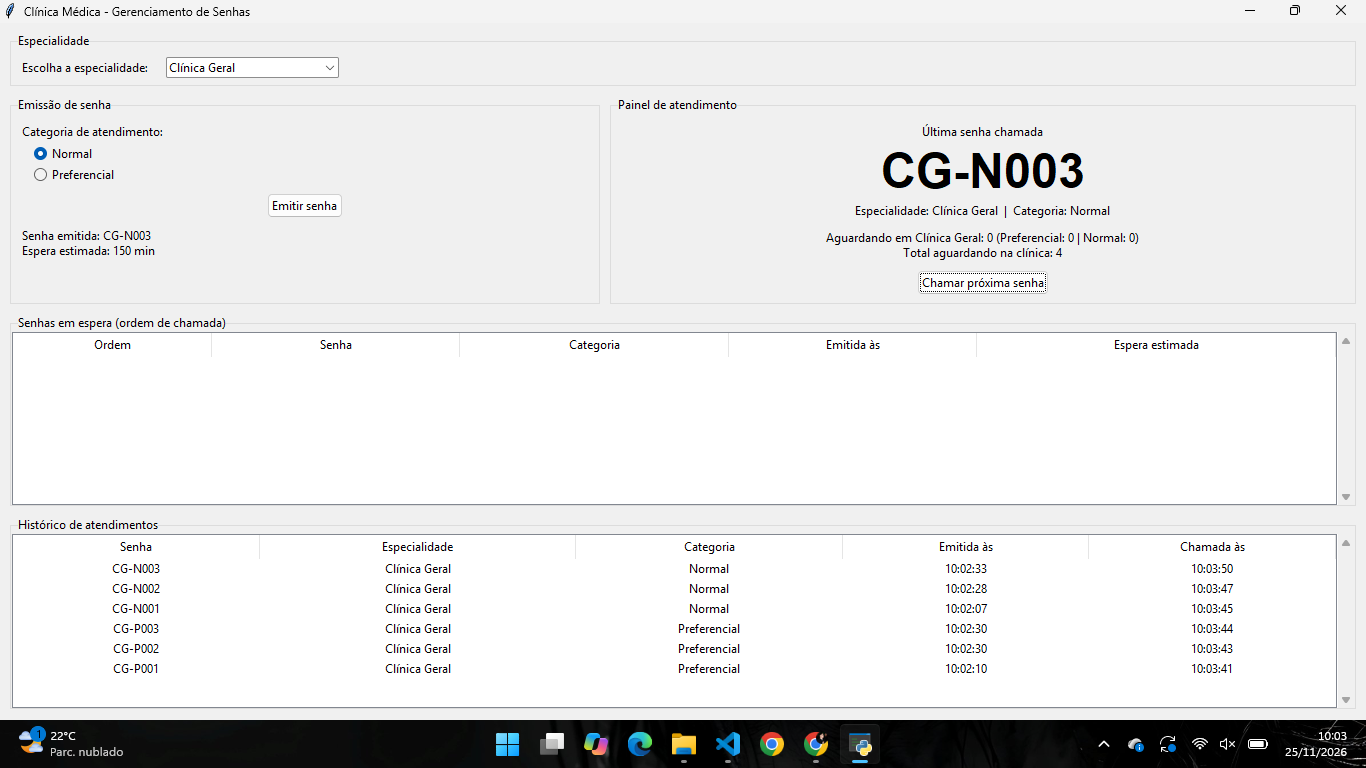 Clínica Médica - Gerenciamento de Senhas
Especialidade
Escolha a especialidade: Clínica Geral
Emissão de senha
Categoria de atendimento:
Normal
Preferencial
Emitir senha
Senha emitida: CG-N003
Espera estimada: 150 min
Painel de atendimento
Última senha chamada
CG-N003
Especialidade: Clínica Geral | Categoria: Normal
Aguardando em Clínica Geral: 0 (Preferencial: 0 | Normal: 0)
Total aguardando na clínica: 4
Chamar próxima senha
Senhas em espera (ordem de chamada)
Ordem Senha Categoria Emitida às Espera estimada
Histórico de atendimentos
Senha Especialidade Categoria Emitida às Chamada às
CG-N003 Clínica Geral Normal 10:02:33 10:03:50
CG-N002 Clínica Geral Normal 10:02:28 10:03:47
CG-N001 Clínica Geral Normal 10:02:07 10:03:45
CG-P003 Clínica Geral Preferencial 10:02:30 10:03:44
CG-P002 Clínica Geral Preferencial 10:02:30 10:03:43
CG-P001 Clínica Geral Preferencial 10:02:10 10:03:41
1 22°C
Parc. nublado
10:03
25/11/2026